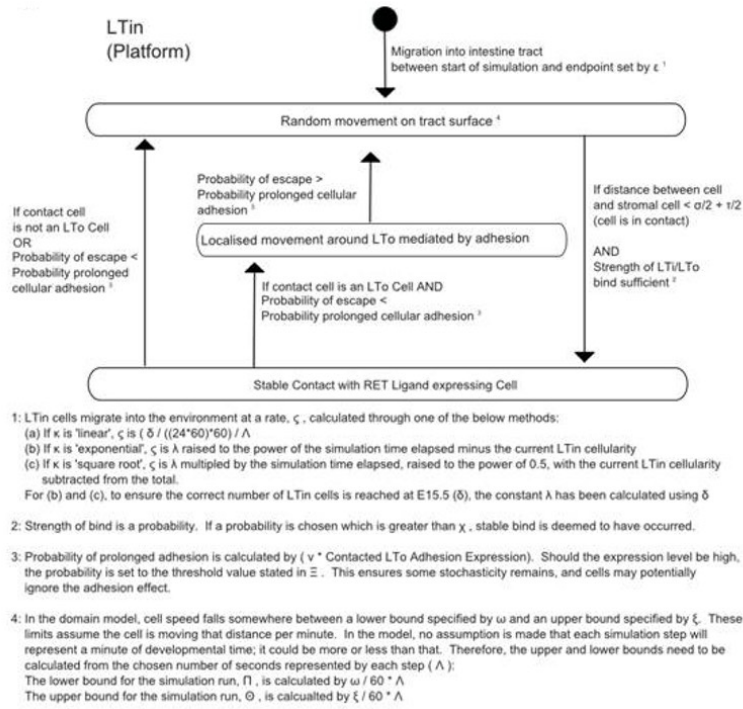 LTin
(Platform)
Migration into intestine tract
between start of simulation and endpoint set by ε ¹
Random movement on tract surface ⁴
Probability of escape >
Probability prolonged cellular
adhesion ³
If distance between cell
and stromal cell < σ/2 + τ/2
(cell is in contact)
AND
Strength of LTi/LTo
bind sufficient ²
If contact cell
is not an LTo Cell
OR
Probability of escape <
Probability prolonged
cellular adhesion ³
Localised movement around LTo mediated by adhesion
If contact cell is an LTo Cell AND
Probability of escape <
Probability prolonged cellular adhesion ³
Stable Contact with RET Ligand expressing Cell
1: LTin cells migrate into the environment at a rate, ς , calculated through one of the below methods:
(a) If κ is 'linear', ς is ( δ / ((24*60)*60) / Λ
(b) If κ is 'exponential', ς is λ raised to the power of the simulation time elapsed minus the current LTin cellularity
(c) If κ is 'square root', ς is λ multipled by the simulation time elapsed, raised to the power of 0.5, with the current LTin cellularity
subtracted from the total.
For (b) and (c), to ensure the correct number of LTin cells is reached at E15.5 (δ), the constant λ has been calculated using δ
2: Strength of bind is a probability. If a probability is chosen which is greater than χ , stable bind is deemed to have occurred.
3: Probability of prolonged adhesion is calculated by ( ν * Contacted LTo Adhesion Expression). Should the expression level be high,
the probability is set to the threshold value stated in Ξ . This ensures some stochasticity remains, and cells may potentially
ignore the adhesion effect.
4: In the domain model, cell speed falls somewhere between a lower bound specified by ω and an upper bound specified by ξ. These
limits assume the cell is moving that distance per minute. In the model, no assumption is made that each simulation step will
represent a minute of developmental time; it could be more or less than that. Therefore, the upper and lower bounds need to be
calculated from the chosen number of seconds represented by each step ( Λ ):
The lower bound for the simulation run, Π , is calculated by ω / 60 * Λ
The upper bound for the simulation run, Θ , is calcualted by ξ / 60 * Λ